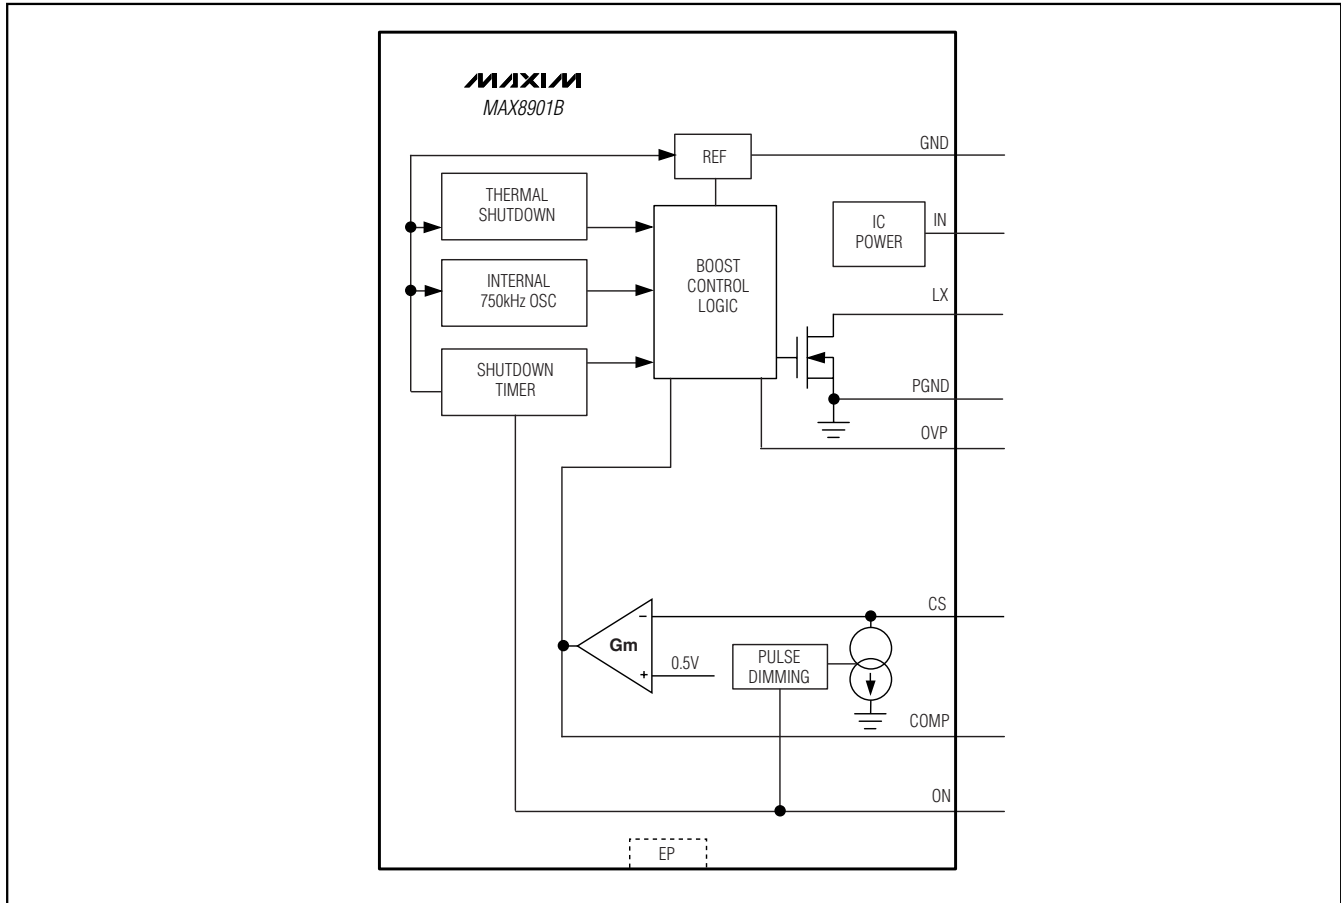 MAXIM
MAX8901B
REF
GND
THERMAL
SHUTDOWN
IC
POWER
IN
INTERNAL
750kHz OSC
BOOST
CONTROL
LOGIC
LX
SHUTDOWN
TIMER
PGND
OVP
CS
−
Gm
+
0.5V
PULSE
DIMMING
COMP
ON
EP